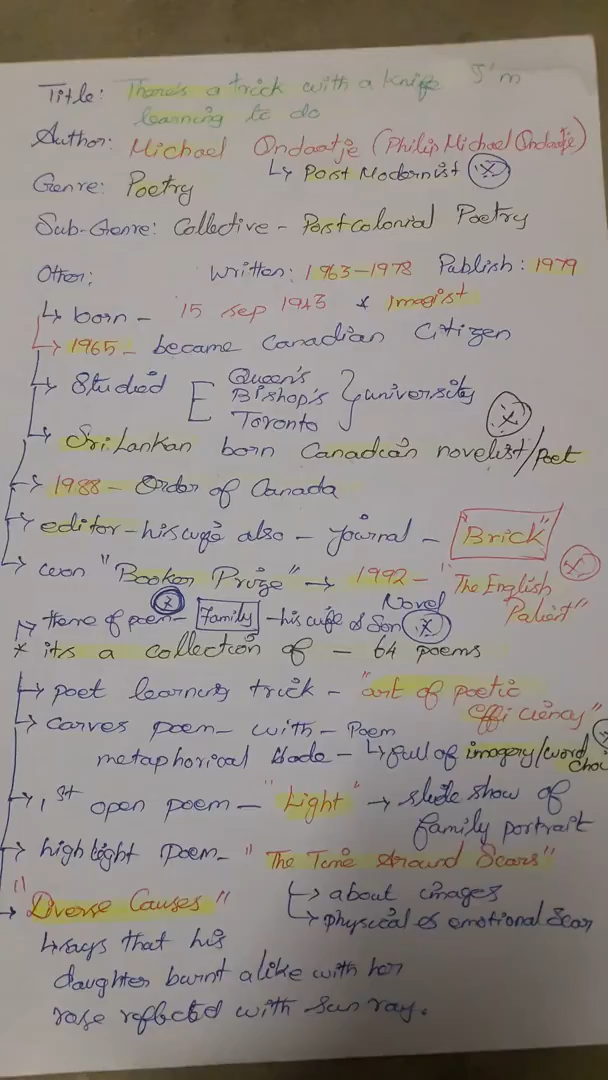 Title: There's a trick with a knife I'm
learning to do
Author: Michael Ondaatje (Philip Michael Ondaatje)
↳ Post Modernist
Genre: Poetry
Sub-Genre: Collective - Postcolonial Poetry
Other: Written: 1963-1978 Publish: 1979
↳ born - 15 sep 1943 * Imagist
→ 1965 - became Canadian Citizen
↳ Studied [ Queen's
Bishop's } university
Toronto
↳ Sri Lankan born Canadian novelist/poet
→ 1988 - Order of Canada
→ editor - his wife also - journal - "Brick"
↳ won "Booker Prize" → 1992 - "The English
Novel Patient"
→ theme of poem - Family - his wife & Son
* its a collection of - 64 poems
→ poet learning trick - "art of poetic
efficiency"
→ carves poem - with - Poem
metaphorical blade - ↳ full of imagery/word
choi
→ 1st open poem - "Light" → slide show of
family portrait
→ highlight poem - "The Time Around Scars"
→ "Diverse Causes" ↳ about images
↳ physical & emotional Scar
↳ says that his
daughter burnt alike with her
rose reflected with sun ray.